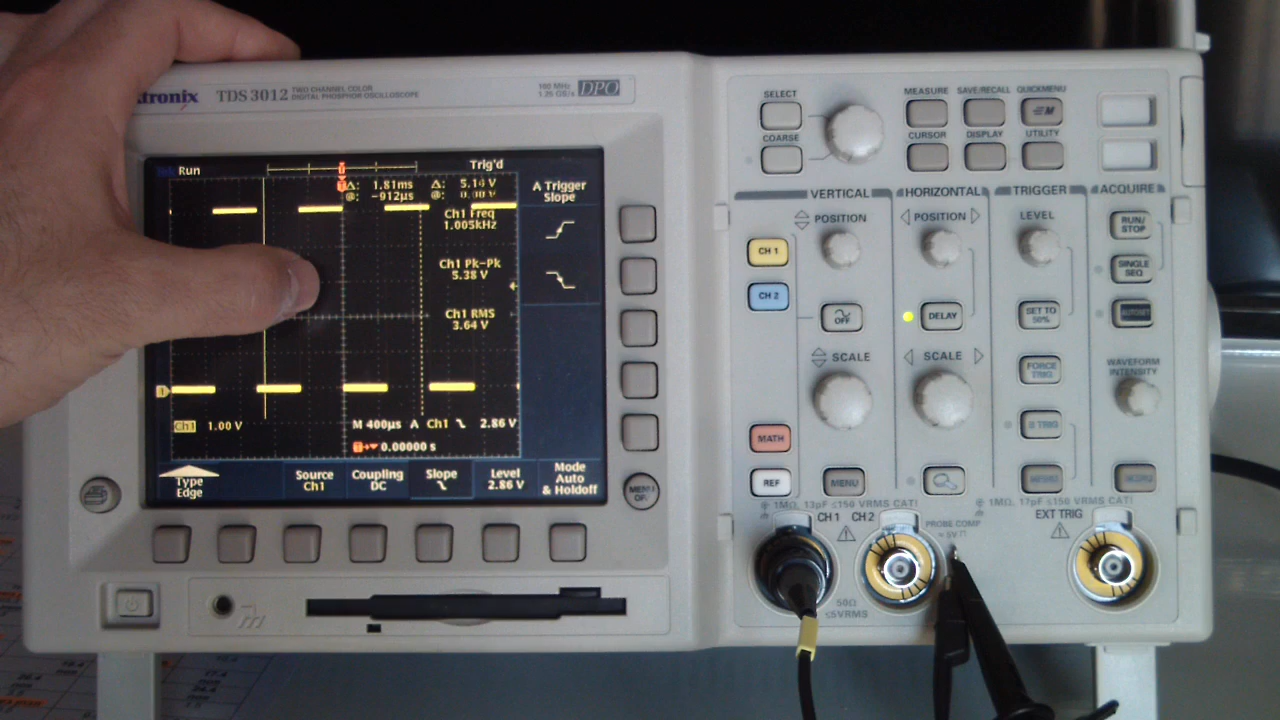 tronix TDS 3012 TWO CHANNEL COLOR
DIGITAL PHOSPHOR OSCILLOSCOPE
100 MHz
1.25 GS/s DPO
Tek Run Trig'd
Δ: 1.81ms Δ: 5.14 V
@: -912µs @: 0.00 V
Ch1 Freq
1.005kHz
Ch1 Pk-Pk
5.38 V
Ch1 RMS
3.64 V
A Trigger
Slope
Ch1 1.00 V M 400µs A Ch1 2.86 V
0.00000 s
Type
Edge
Source
Ch1
Coupling
DC
Slope
Level
2.86 V
Mode
Auto
& Holdoff
MENU
OFF
SELECT
COARSE
MEASURE SAVE/RECALL QUICKMENU
CURSOR DISPLAY UTILITY
VERTICAL HORIZONTAL TRIGGER ACQUIRE
POSITION POSITION LEVEL
RUN/
STOP
CH 1
SINGLE
SEQ
CH 2
OFF
DELAY
SET TO
50%
AUTOSET
SCALE SCALE
FORCE
TRIG
WAVEFORM
INTENSITY
B TRIG
MATH
REF
MENU
MENU
MENU
1MΩ, 13pF ≤150 VRMS CAT I
1MΩ, 17pF ≤150 VRMS CAT I
CH 1 CH 2
PROBE COMP
≈5V
EXT TRIG
50Ω
≤5VRMS